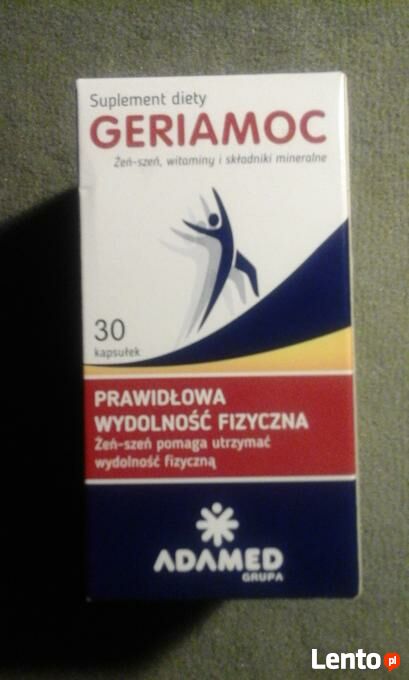 Suplement diety
GERIAMOC
Żeń-szeń, witaminy i składniki mineralne
30
kapsułek
PRAWIDŁOWA
WYDOLNOŚĆ FIZYCZNA
Żeń-szeń pomaga utrzymać
wydolność fizyczną
ADAMED
GRUPA
Lento.pl